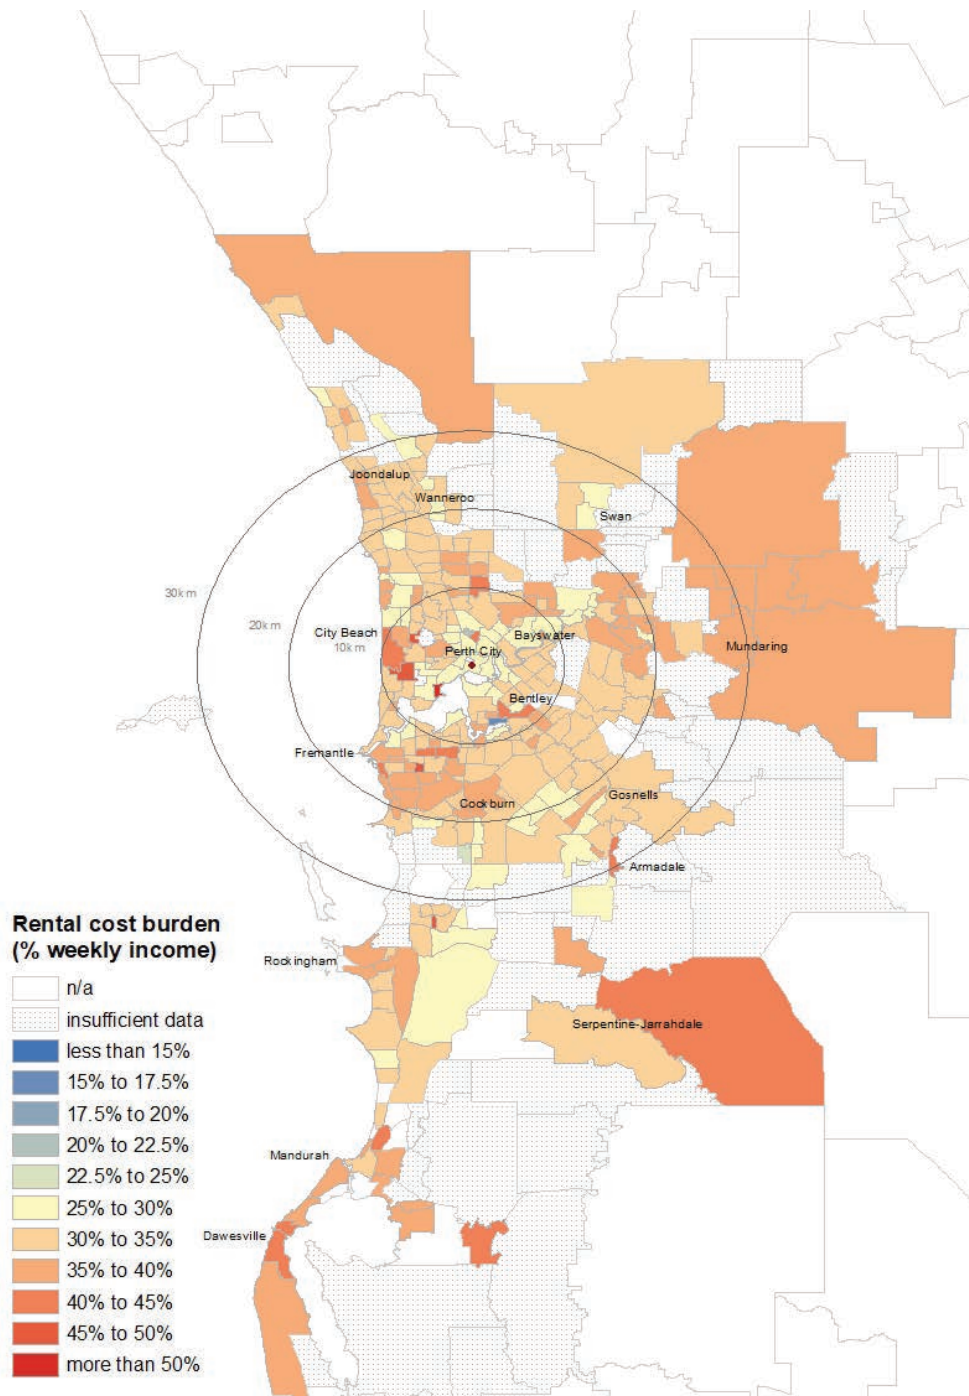 Joondalup
Wanneroo
Swan
30k m
20k m
City Beach
10k m
Bayswater
Perth City
Mundaring
Bentley
Fremantle
Cockburn
Gosnells
Armadale
Rental cost burden
(% weekly income)
n/a
insufficient data
less than 15%
15% to 17.5%
17.5% to 20%
20% to 22.5%
22.5% to 25%
25% to 30%
30% to 35%
35% to 40%
40% to 45%
45% to 50%
more than 50%
Rockingham
Serpentine-Jarrahdale
Mandurah
Dawesville